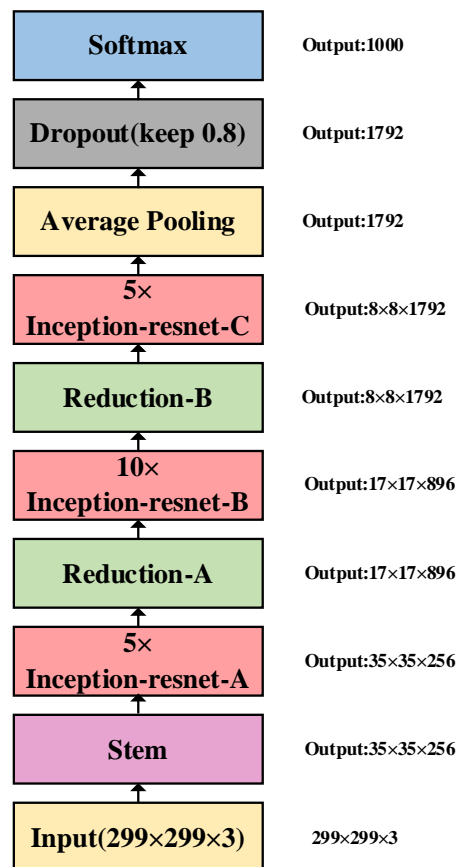 Softmax
Output:1000
Dropout(keep 0.8)
Output:1792
Average Pooling
Output:1792
5×
Inception-resnet-C
Output:8×8×1792
Reduction-B
Output:8×8×1792
10×
Inception-resnet-B
Output:17×17×896
Reduction-A
Output:17×17×896
5×
Inception-resnet-A
Output:35×35×256
Stem
Output:35×35×256
Input(299×299×3)
299×299×3